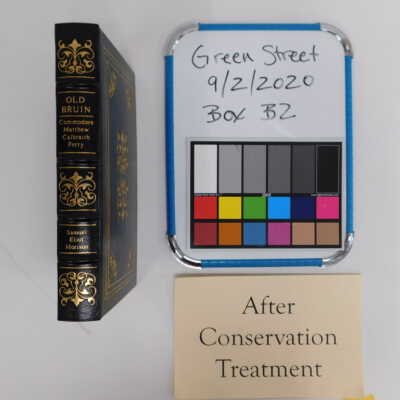 OLD
BRUIN
Commodore
Matthew
Calbraith
Perry
Samuel
Eliot
Morison
Green Street
9/2/2020
Box B2
After
Conservation
Treatment